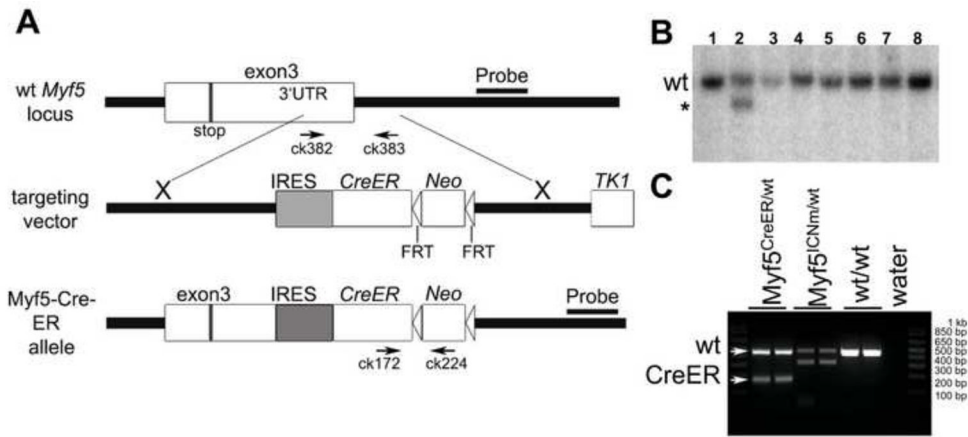 A
wt Myf5
locus
exon3
3'UTR
stop
Probe
ck382
ck383
targeting
vector
X
IRES
CreER
Neo
X
TK1
FRT
FRT
Myf5-Cre-
ER
allele
exon3
IRES
CreER
Neo
Probe
ck172
ck224
B
1 2 3 4 5 6 7 8
wt
*
C
Myf5CreER/wt
Myf5ICNm/wt
wt/wt
water
wt
CreER
1 kb
850 bp
650 bp
500 bp
400 bp
300 bp
200 bp
100 bp